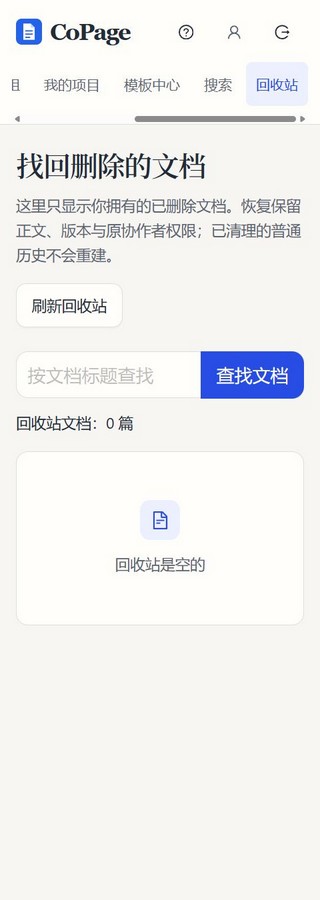 CoPage
我的项目 模板中心 搜索 回收站
找回删除的文档
这里只显示你拥有的已删除文档。恢复保留
正文、版本与原协作者权限；已清理的普通
历史不会重建。
刷新回收站
按文档标题查找 查找文档
回收站文档：0 篇
回收站是空的